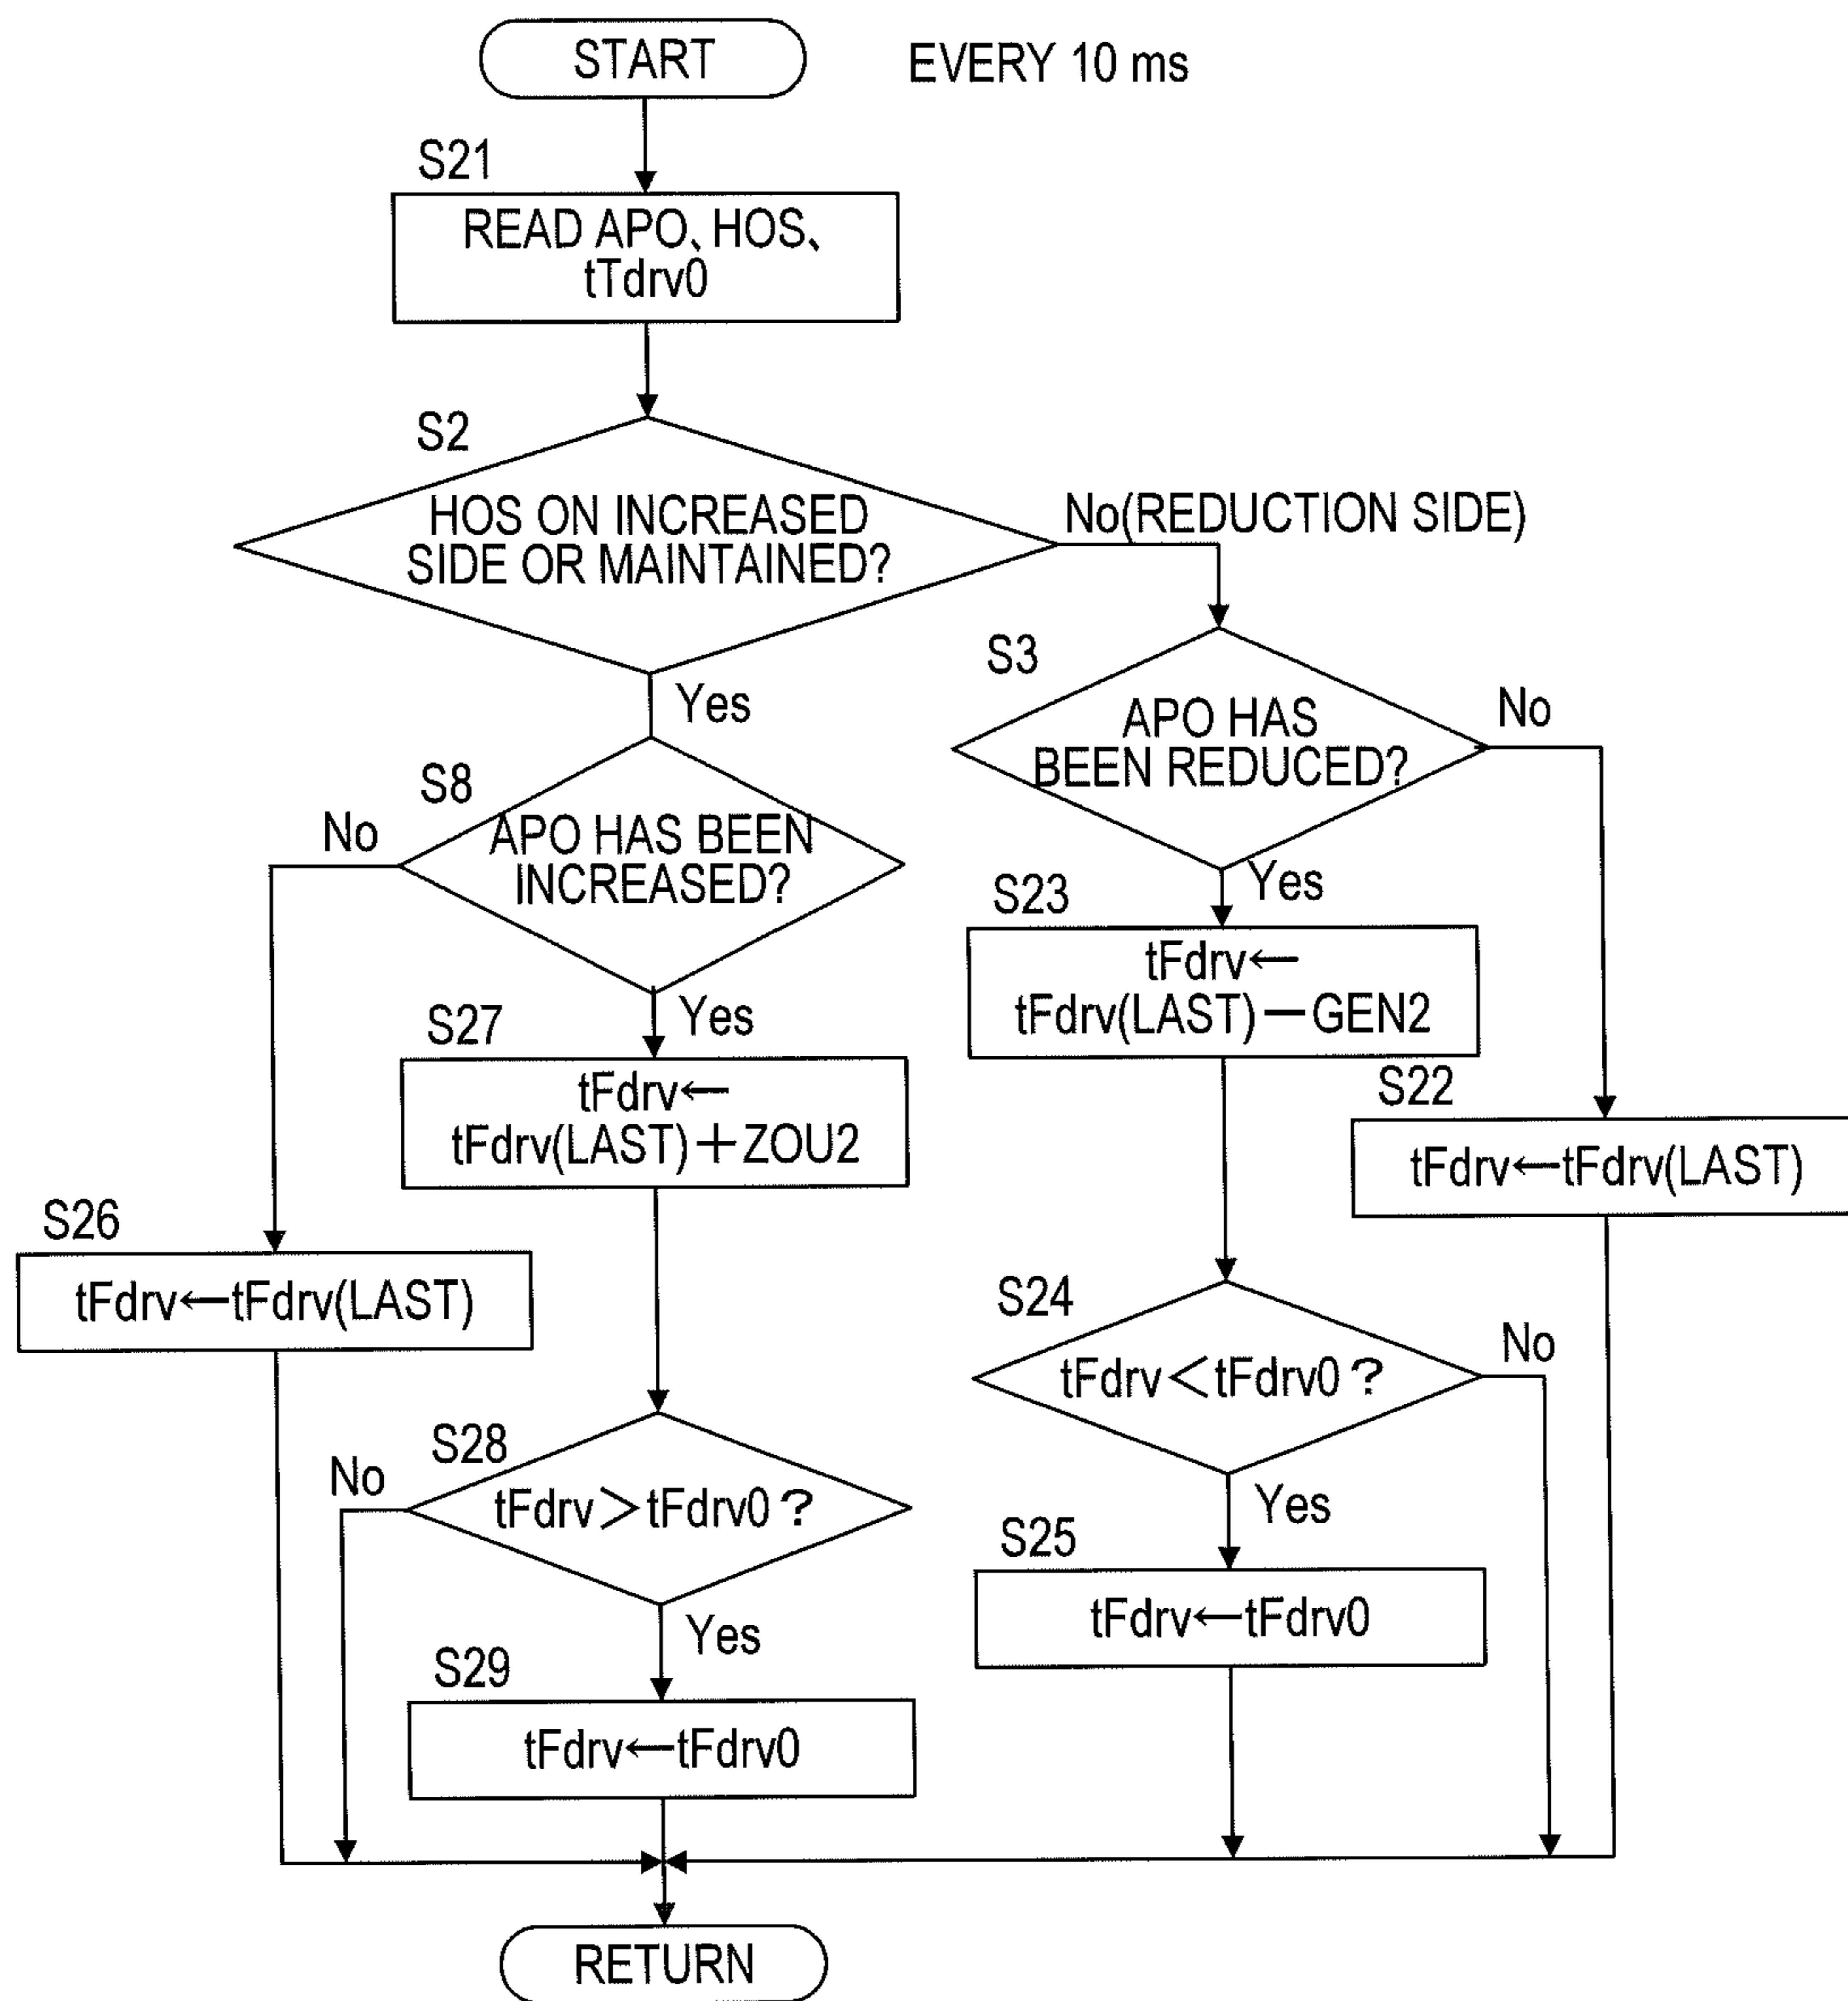 START
EVERY 10 ms
S21
READ APO、HOS、
tTdrv0
S2
HOS ON INCREASED
SIDE OR MAINTAINED?
No(REDUCTION SIDE)
Yes
S3
APO HAS
BEEN REDUCED?
No
Yes
S8
APO HAS BEEN
INCREASED?
No
Yes
S23
tFdrv←
tFdrv(LAST)－GEN2
S27
tFdrv←
tFdrv(LAST)＋ZOU2
S22
tFdrv←tFdrv(LAST)
S26
tFdrv←tFdrv(LAST)
S24
tFdrv＜tFdrv0？
No
Yes
S28
tFdrv＞tFdrv0？
No
Yes
S25
tFdrv←tFdrv0
S29
tFdrv←tFdrv0
RETURN